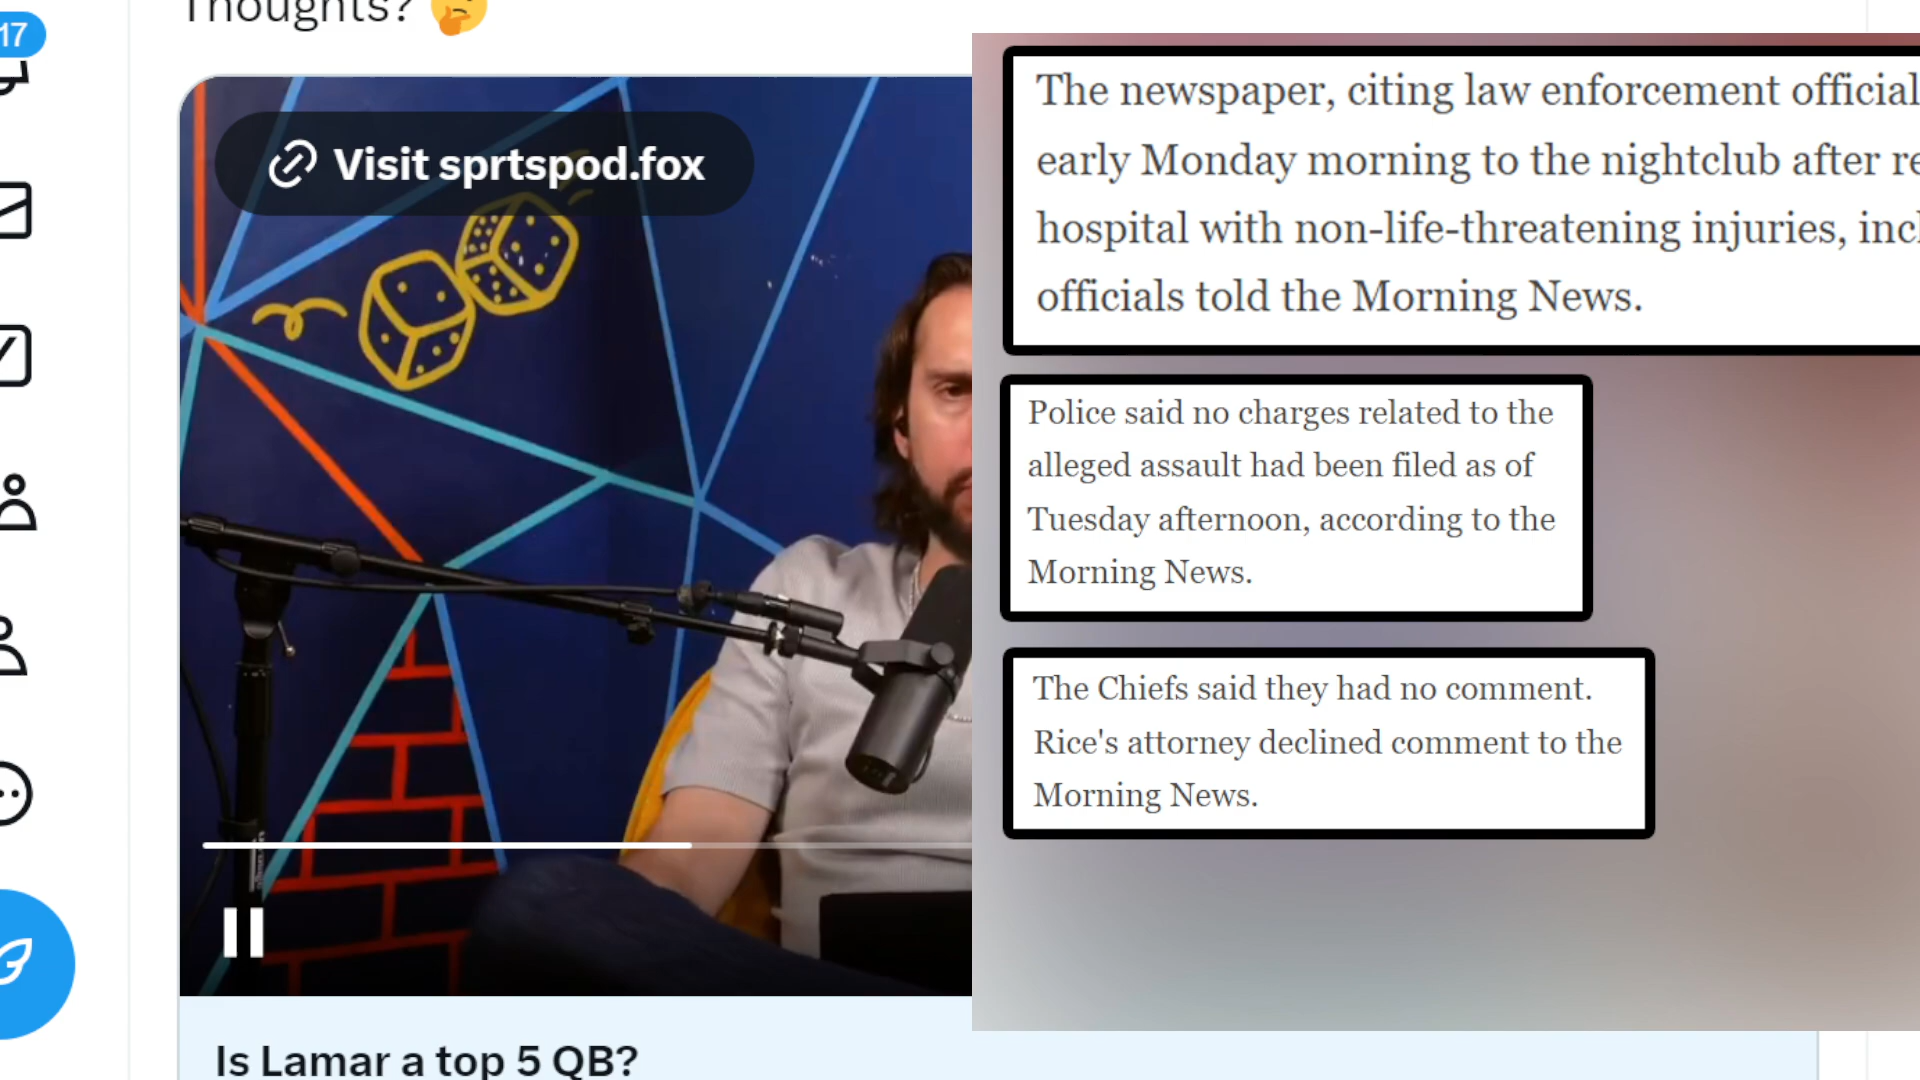 17
Thoughts?
Visit sprtspod.fox
Is Lamar a top 5 QB?
The newspaper, citing law enforcement official
early Monday morning to the nightclub after re
hospital with non-life-threatening injuries, incl
officials told the Morning News.
Police said no charges related to the
alleged assault had been filed as of
Tuesday afternoon, according to the
Morning News.
The Chiefs said they had no comment.
Rice's attorney declined comment to the
Morning News.